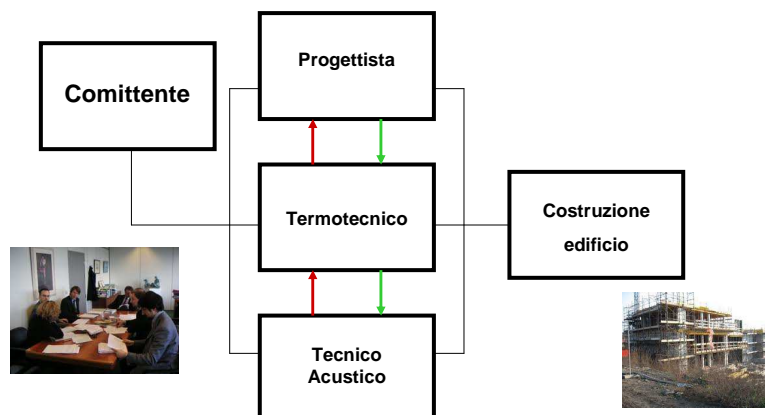 Comittente
Progettista
Termotecnico
Tecnico
Acustico
Costruzione
edificio